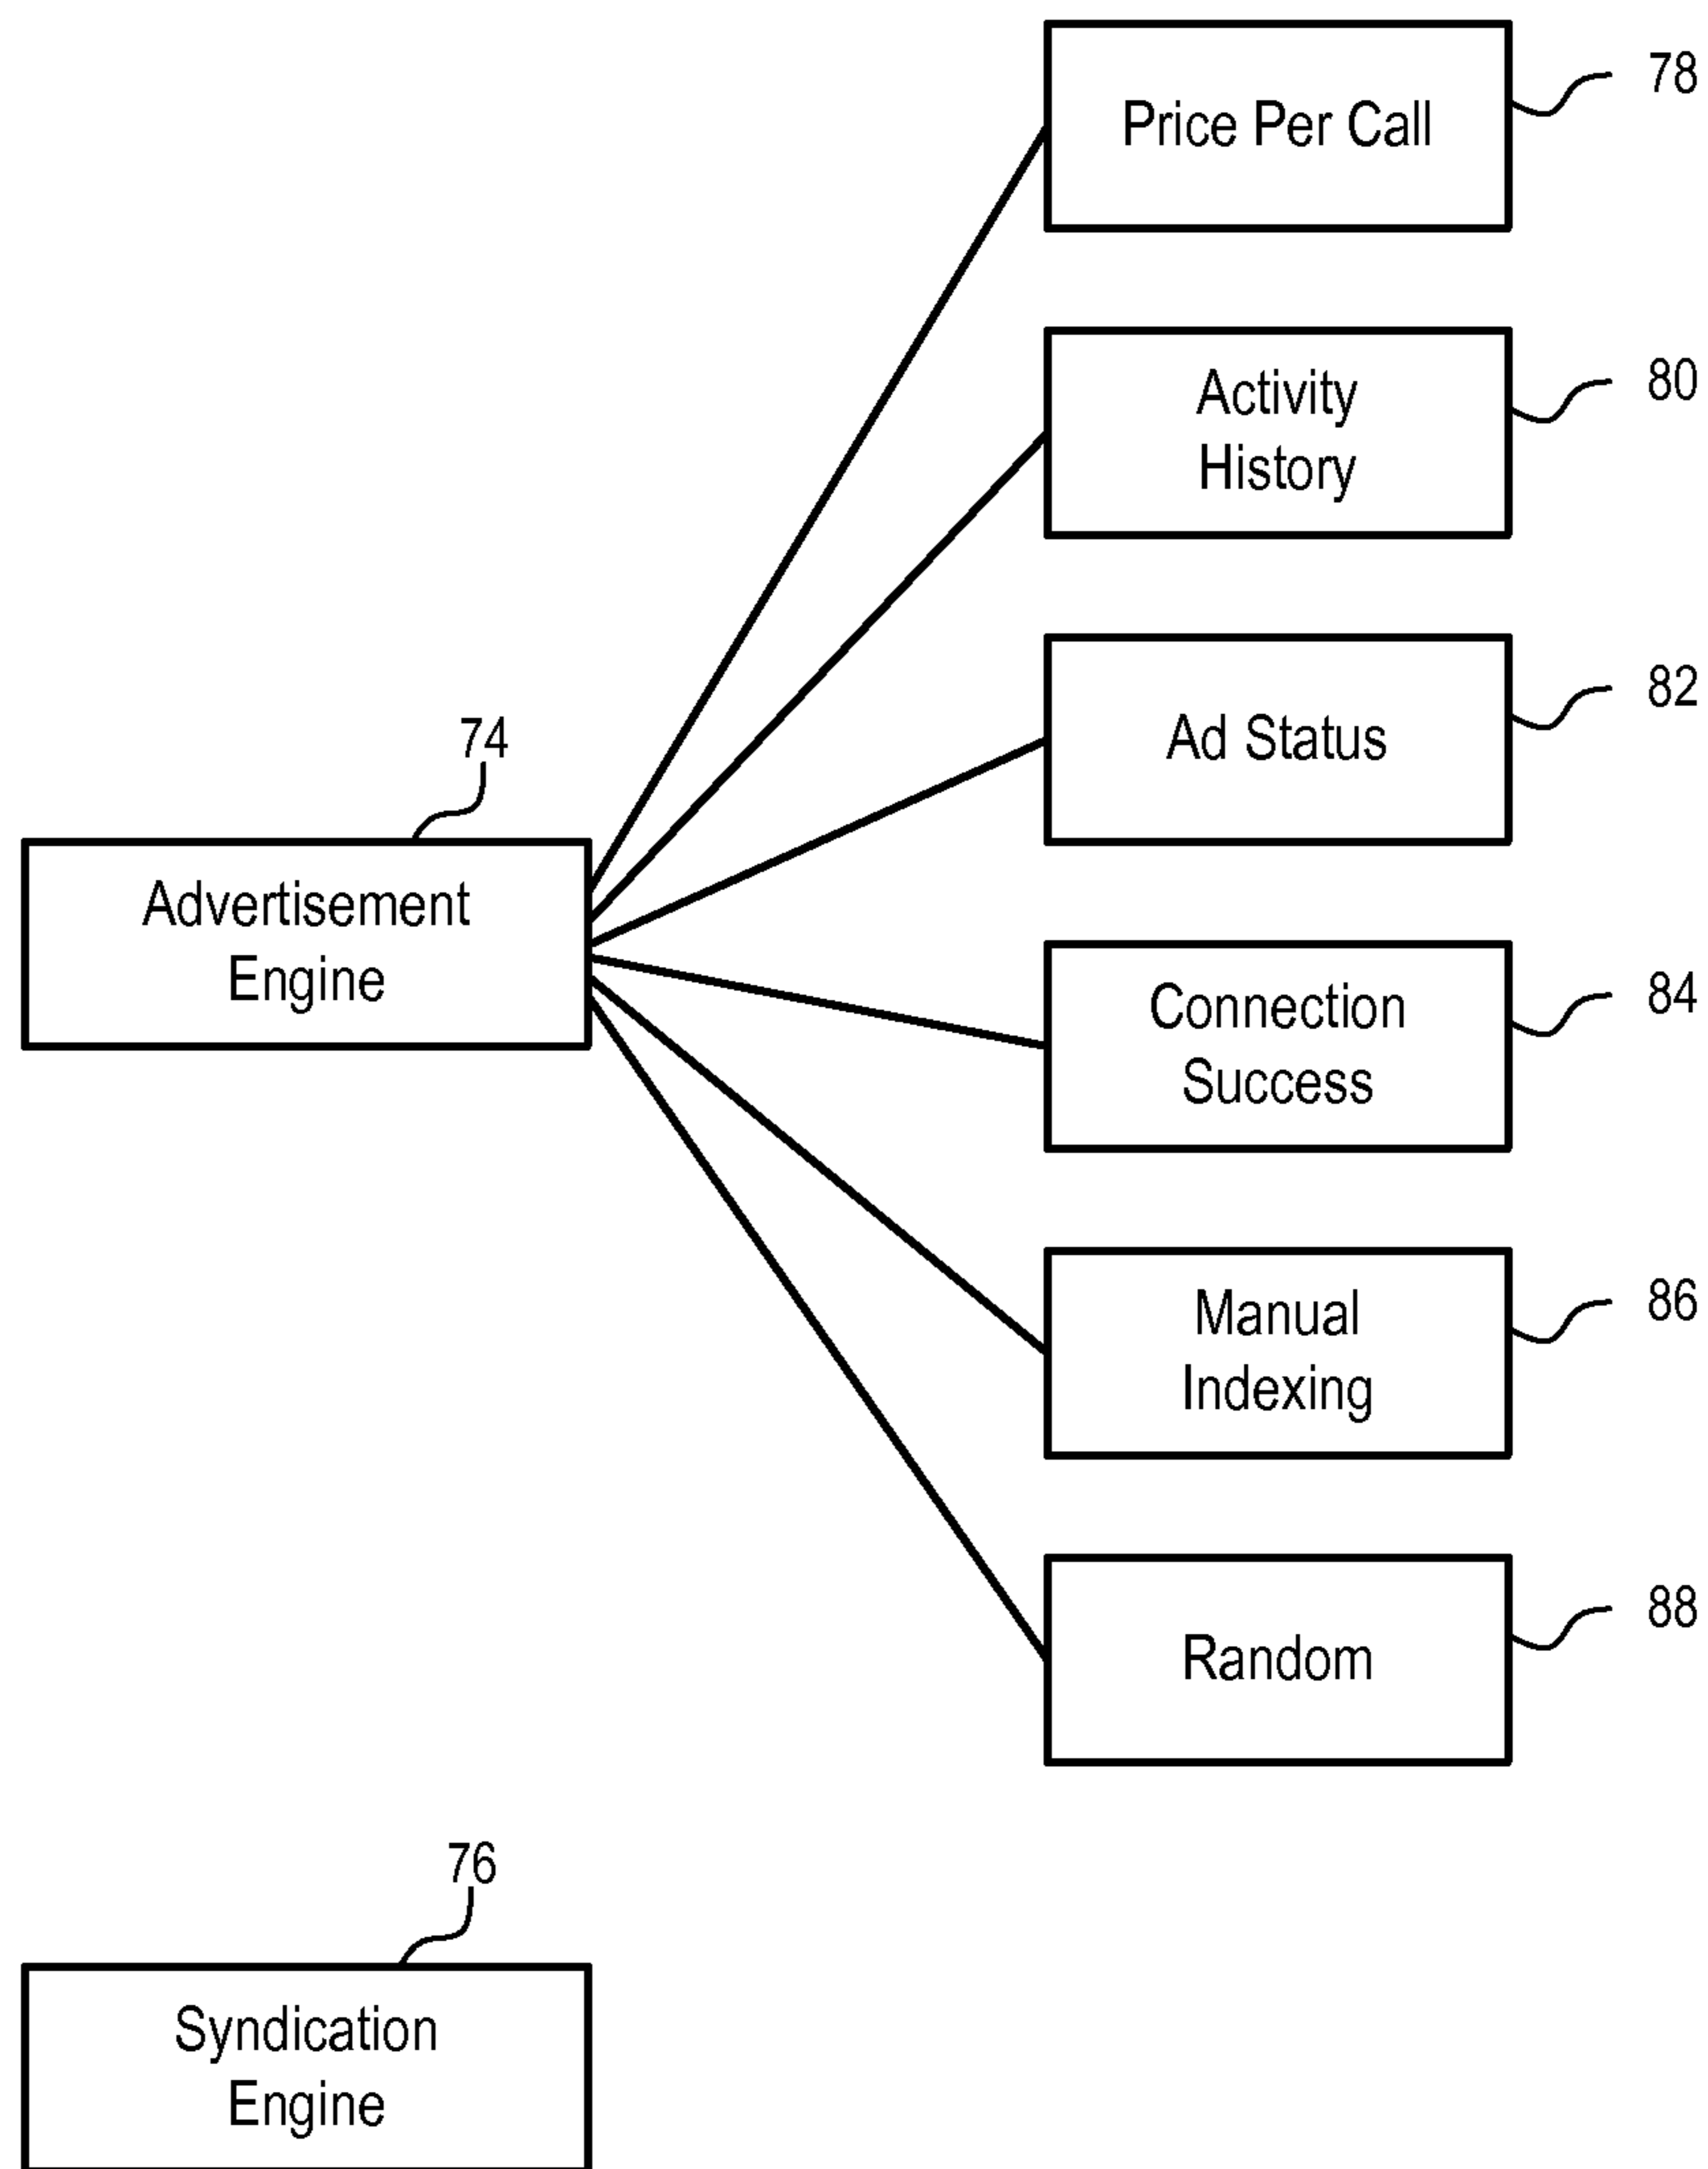 78
Price Per Call
80
Activity
History
82
Ad Status
74
Advertisement
Engine
84
Connection
Success
86
Manual
Indexing
88
Random
76
Syndication
Engine